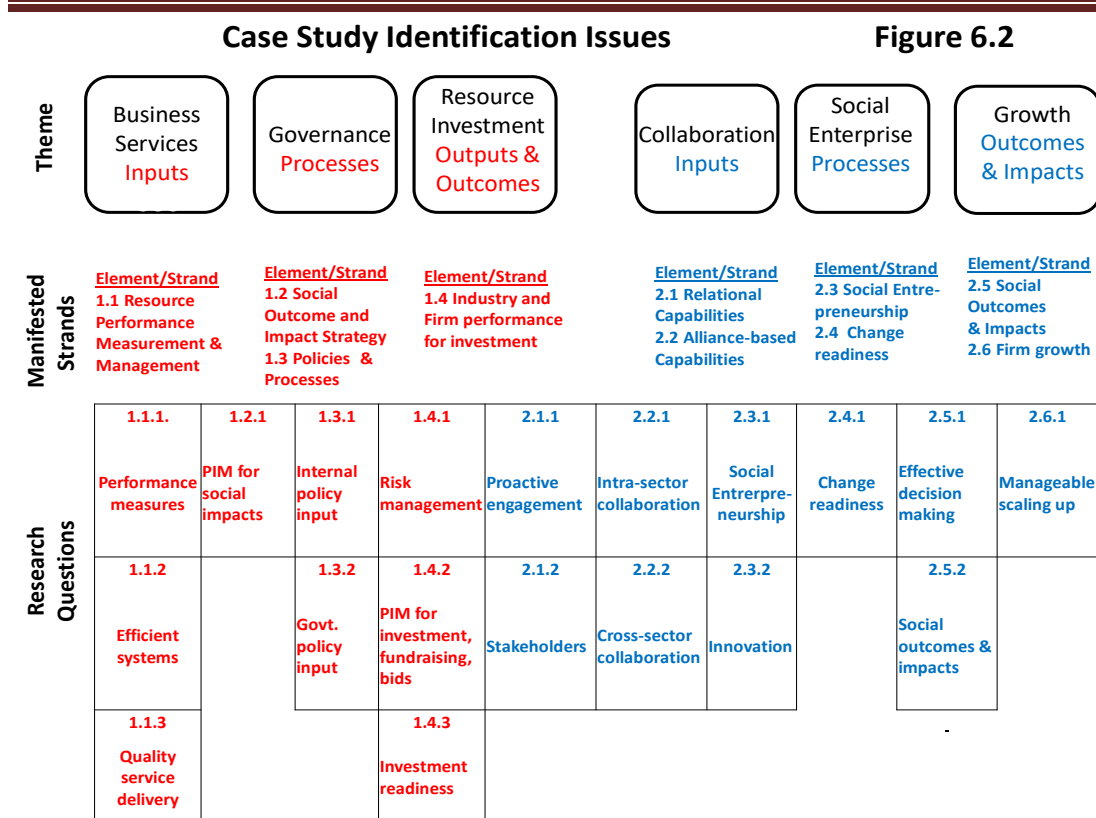 Case Study Identification Issues
Figure 6.2
Theme
Business
Services
Inputs
Governance
Processes
Resource
Investment
Outputs &
Outcomes
Collaboration
Inputs
Social
Enterprise
Processes
Growth
Outcomes
& Impacts
Manifested
Strands
Element/Strand
1.1 Resource
Performance
Measurement &
Management
Element/Strand
1.2 Social
Outcome and
Impact Strategy
1.3 Policies &
Processes
Element/Strand
1.4 Industry and
Firm performance
for investment
Element/Strand
2.1 Relational
Capabilities
2.2 Alliance-based
Capabilities
Element/Strand
2.3 Social Entre-
preneurship
2.4 Change
readiness
Element/Strand
2.5 Social
Outcomes
& Impacts
2.6 Firm growth
Research
Questions
1.1.1.
Performance
measures
1.2.1
PIM for
social
impacts
1.3.1
Internal
policy
input
1.4.1
Risk
management
2.1.1
Proactive
engagement
2.2.1
Intra-sector
collaboration
2.3.1
Social
Entrerpre-
neurship
2.4.1
Change
readiness
2.5.1
Effective
decision
making
2.6.1
Manageable
scaling up
1.1.2
Efficient
systems
1.3.2
Govt.
policy
input
1.4.2
PIM for
investment,
fundraising,
bids
2.1.2
Stakeholders
2.2.2
Cross-sector
collaboration
2.3.2
Innovation
2.5.2
Social
outcomes &
impacts
1.1.3
Quality
service
delivery
1.4.3
Investment
readiness
-